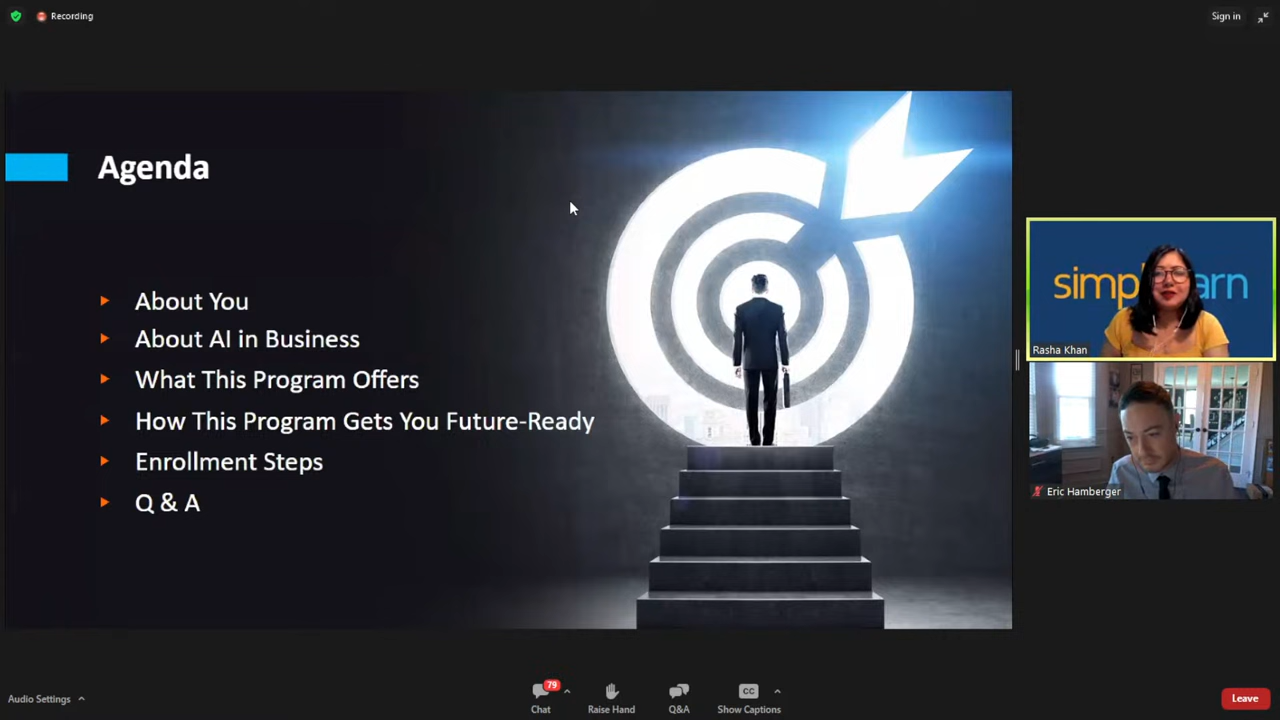 Recording
Sign in
Agenda
About You
About AI in Business
What This Program Offers
How This Program Gets You Future-Ready
Enrollment Steps
Q & A
Rasha Khan
Eric Hamberger
Audio Settings
79
Chat
Raise Hand
Q&A
CC
Show Captions
Leave